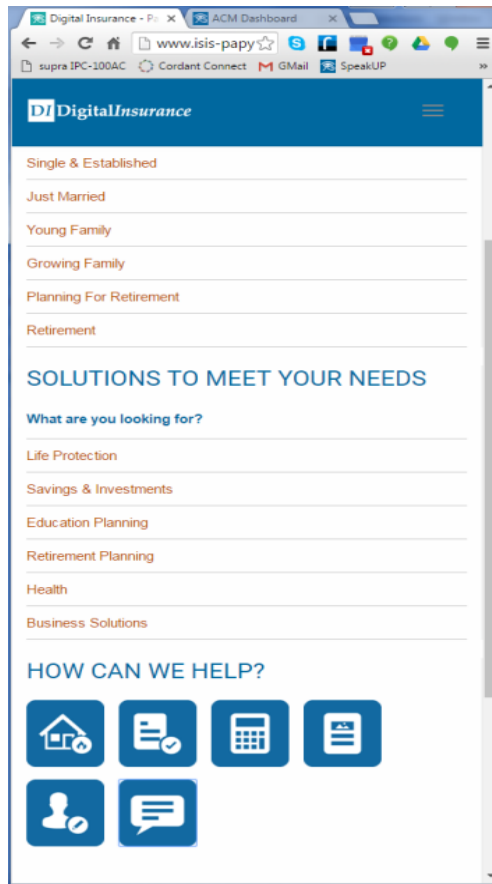 Digital Insurance - Pa
ACM Dashboard
www.isis-papy
supra IPC-100AC
Cordant Connect
GMail
SpeakUP
DI DigitalInsurance
Single & Established
Just Married
Young Family
Growing Family
Planning For Retirement
Retirement
SOLUTIONS TO MEET YOUR NEEDS
What are you looking for?
Life Protection
Savings & Investments
Education Planning
Retirement Planning
Health
Business Solutions
HOW CAN WE HELP?